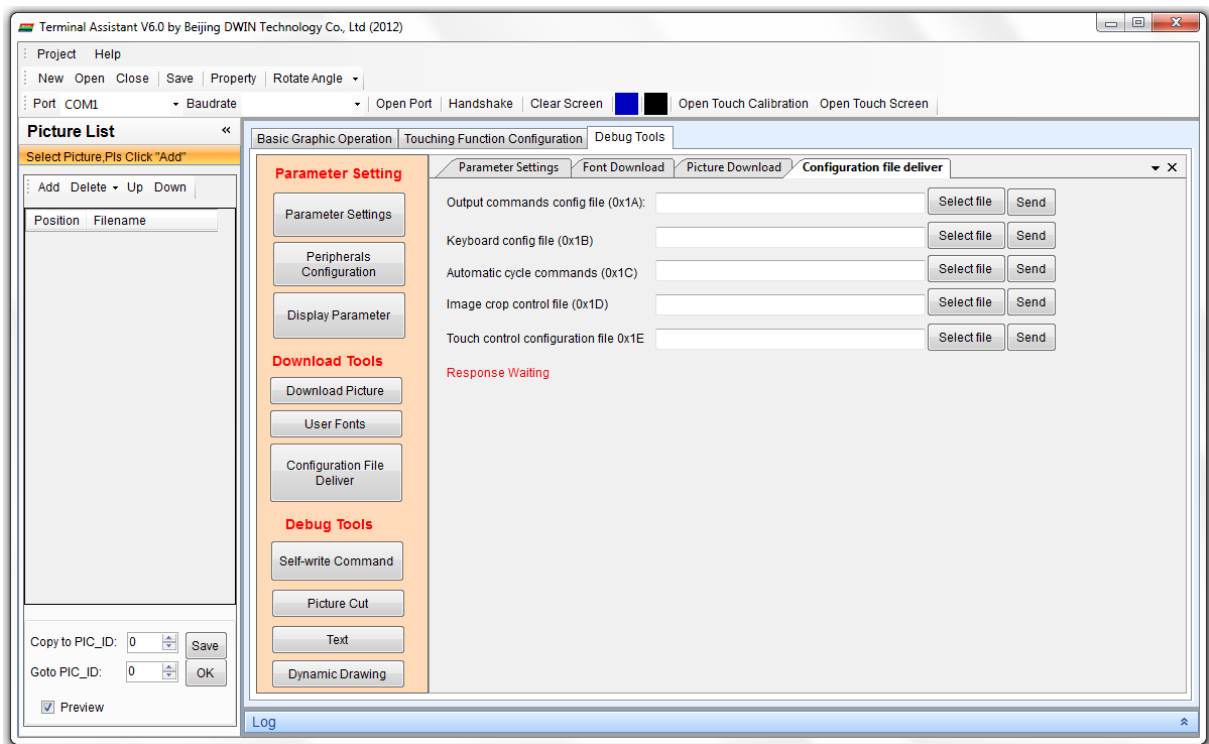 Terminal Assistant V6.0 by Beijing DWIN Technology Co., Ltd (2012)
Project Help
New Open Close Save Property Rotate Angle
Port COM1 Baudrate Open Port Handshake Clear Screen Open Touch Calibration Open Touch Screen
Picture List «
Select Picture,Pls Click "Add"
Add Delete Up Down
Position Filename
Copy to PIC_ID: 0 Save
Goto PIC_ID: 0 OK
Preview
Basic Graphic Operation Touching Function Configuration Debug Tools
Parameter Setting
Parameter Settings
Peripherals
Configuration
Display Parameter
Download Tools
Download Picture
User Fonts
Configuration File
Deliver
Debug Tools
Self-write Command
Picture Cut
Text
Dynamic Drawing
Parameter Settings Font Download Picture Download Configuration file deliver
Output commands config file (0x1A): Select file Send
Keyboard config file (0x1B) Select file Send
Automatic cycle commands (0x1C) Select file Send
Image crop control file (0x1D) Select file Send
Touch control configuration file 0x1E Select file Send
Response Waiting
Log